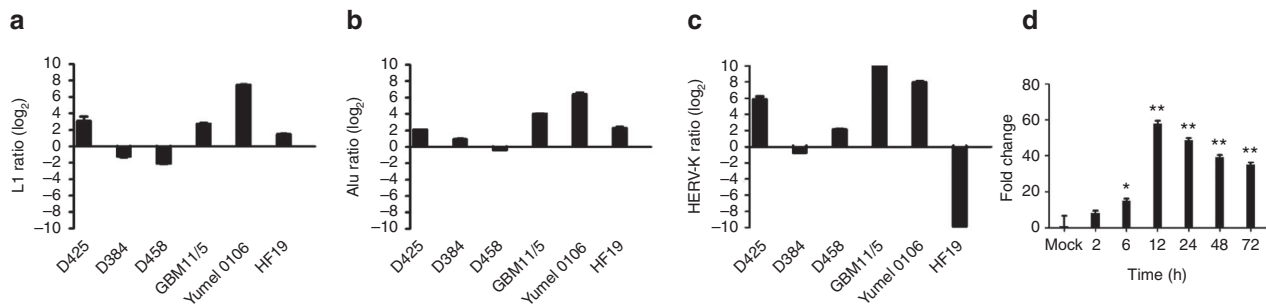 a
L1 ratio (log2)
10
8
6
4
2
0
−2
−4
−6
−8
−10
D425
D384
D458
GBM11/5
Yumel 0106
HF19
b
Alu ratio (log2)
10
8
6
4
2
0
−2
−4
−6
−8
−10
D425
D384
D458
GBM11/5
Yumel 0106
HF19
c
HERV-K ratio (log2)
10
8
6
4
2
0
−2
−4
−6
−8
−10
D425
D384
D458
GBM11/5
Yumel 0106
HF19
d
Fold change
80
60
40
20
0
*
**
**
**
**
Mock 2 6 12 24 48 72
Time (h)